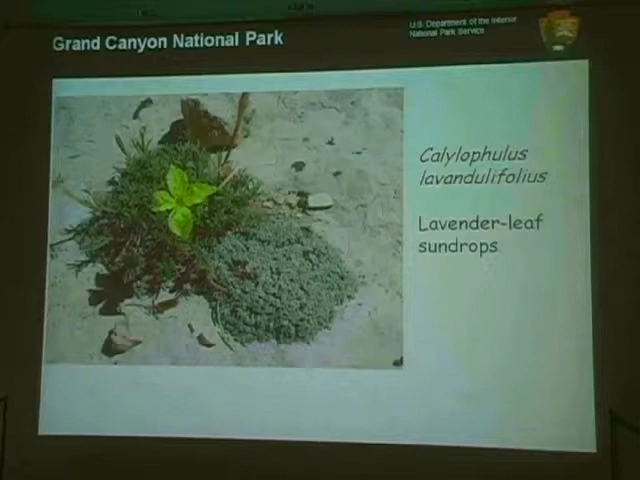 Grand Canyon National Park
U.S. Department of the Interior
National Park Service
Calylophulus
lavandulifolius
Lavender-leaf
sundrops